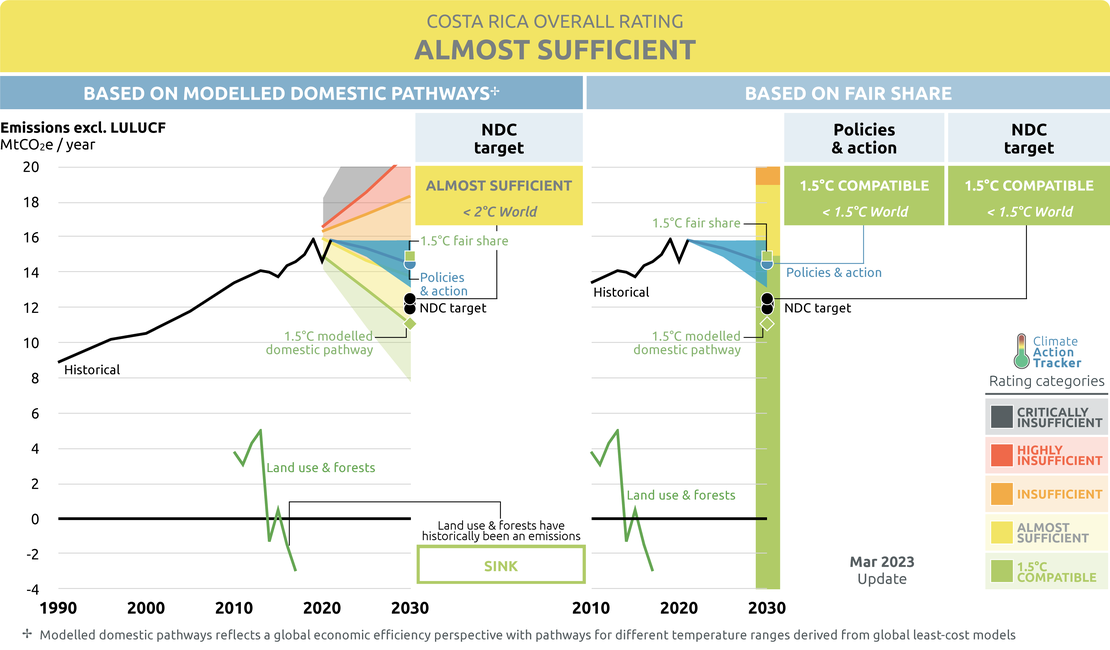 COSTA RICA OVERALL RATING
ALMOST SUFFICIENT
BASED ON MODELLED DOMESTIC PATHWAYS✢
BASED ON FAIR SHARE
Emissions excl. LULUCF
MtCO₂e / year
NDC
target
Policies
& action
NDC
target
ALMOST SUFFICIENT
< 2°C World
1.5°C COMPATIBLE
< 1.5°C World
1.5°C COMPATIBLE
< 1.5°C World
20
18
16
14
12
10
8
6
4
2
0
-2
-4
1.5°C fair share
Policies
& action
NDC target
1.5°C modelled
domestic pathway
Historical
Land use & forests
Land use & forests have
historically been an emissions
SINK
1990
2000
2010
2020
2030
1.5°C fair share
Policies & action
Historical
NDC target
1.5°C modelled
domestic pathway
Land use & forests
2010
2020
2030
Climate
Action
Tracker
Rating categories
CRITICALLY
INSUFFICIENT
HIGHLY
INSUFFICIENT
INSUFFICIENT
ALMOST
SUFFICIENT
1.5°C
COMPATIBLE
Mar 2023
Update
✢ Modelled domestic pathways reflects a global economic efficiency perspective with pathways for different temperature ranges derived from global least-cost models